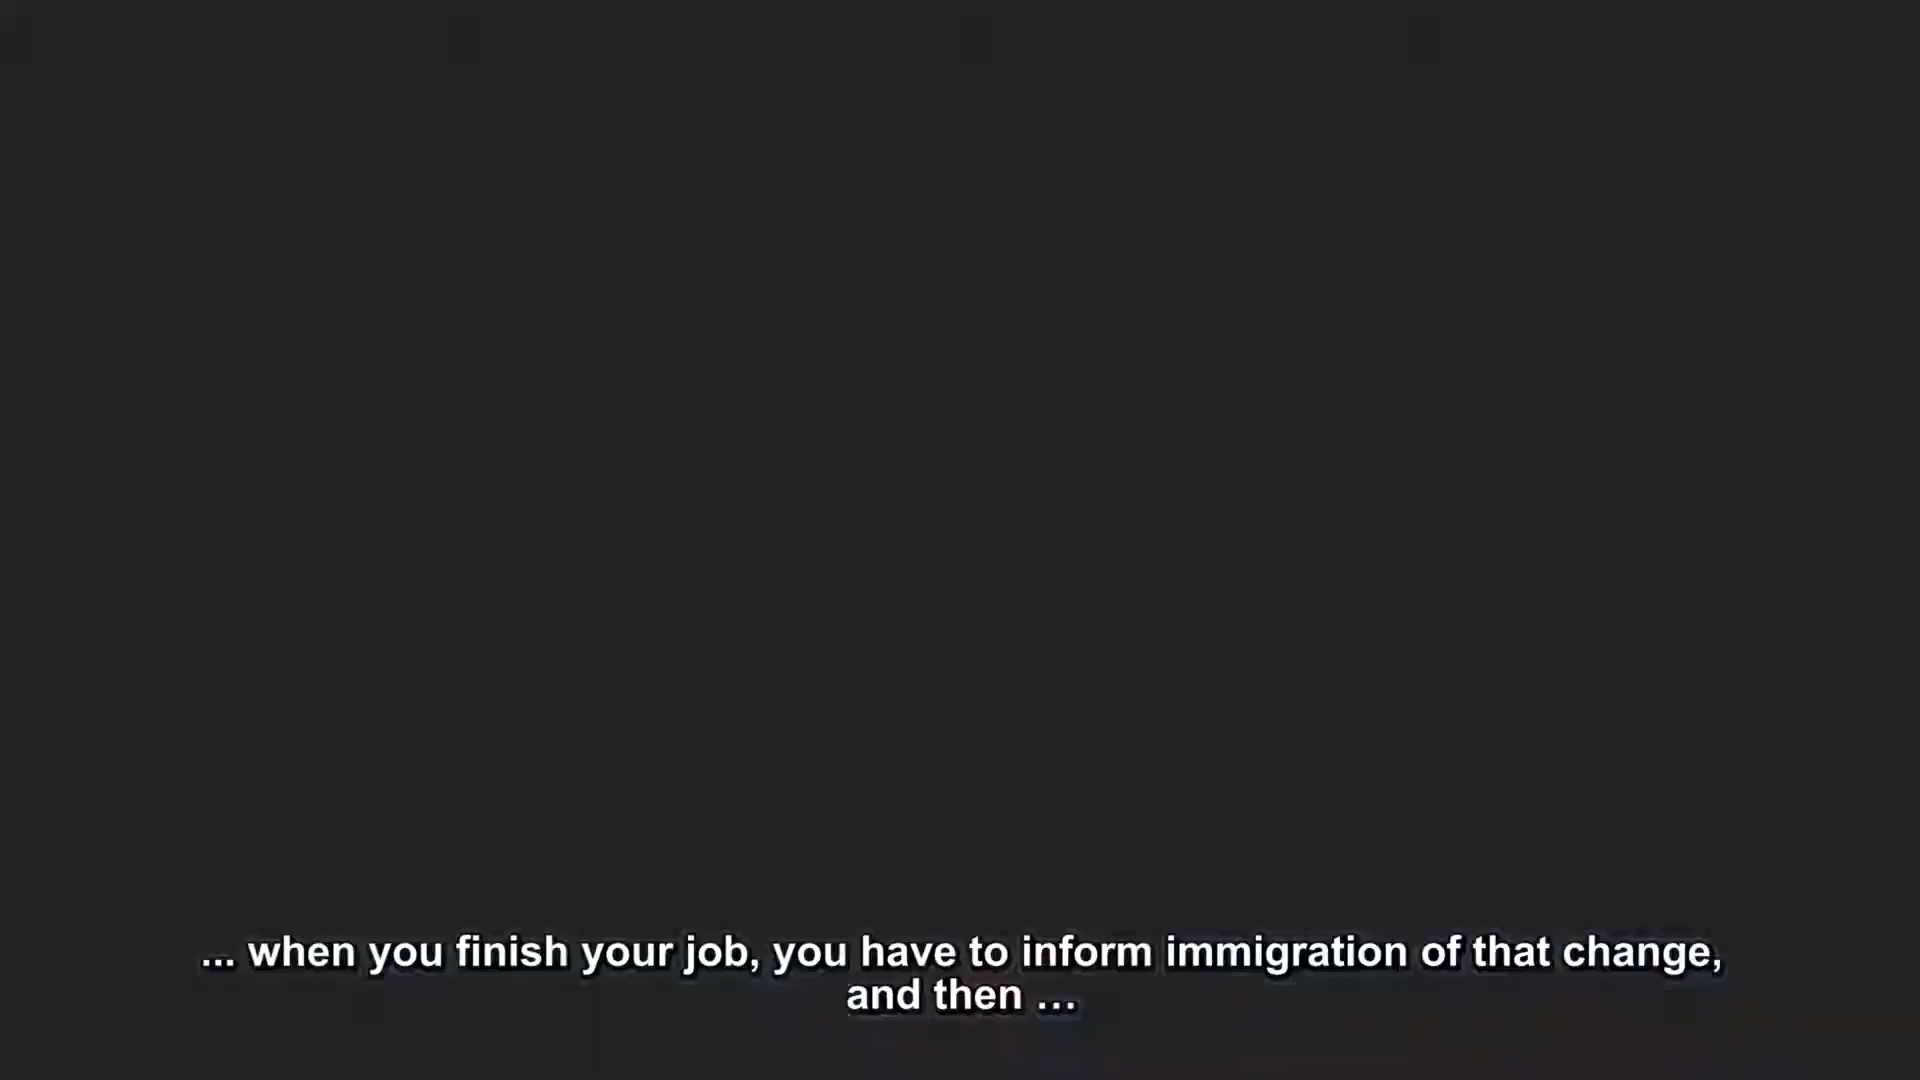 ... when you finish your job, you have to inform immigration of that change,
and then …